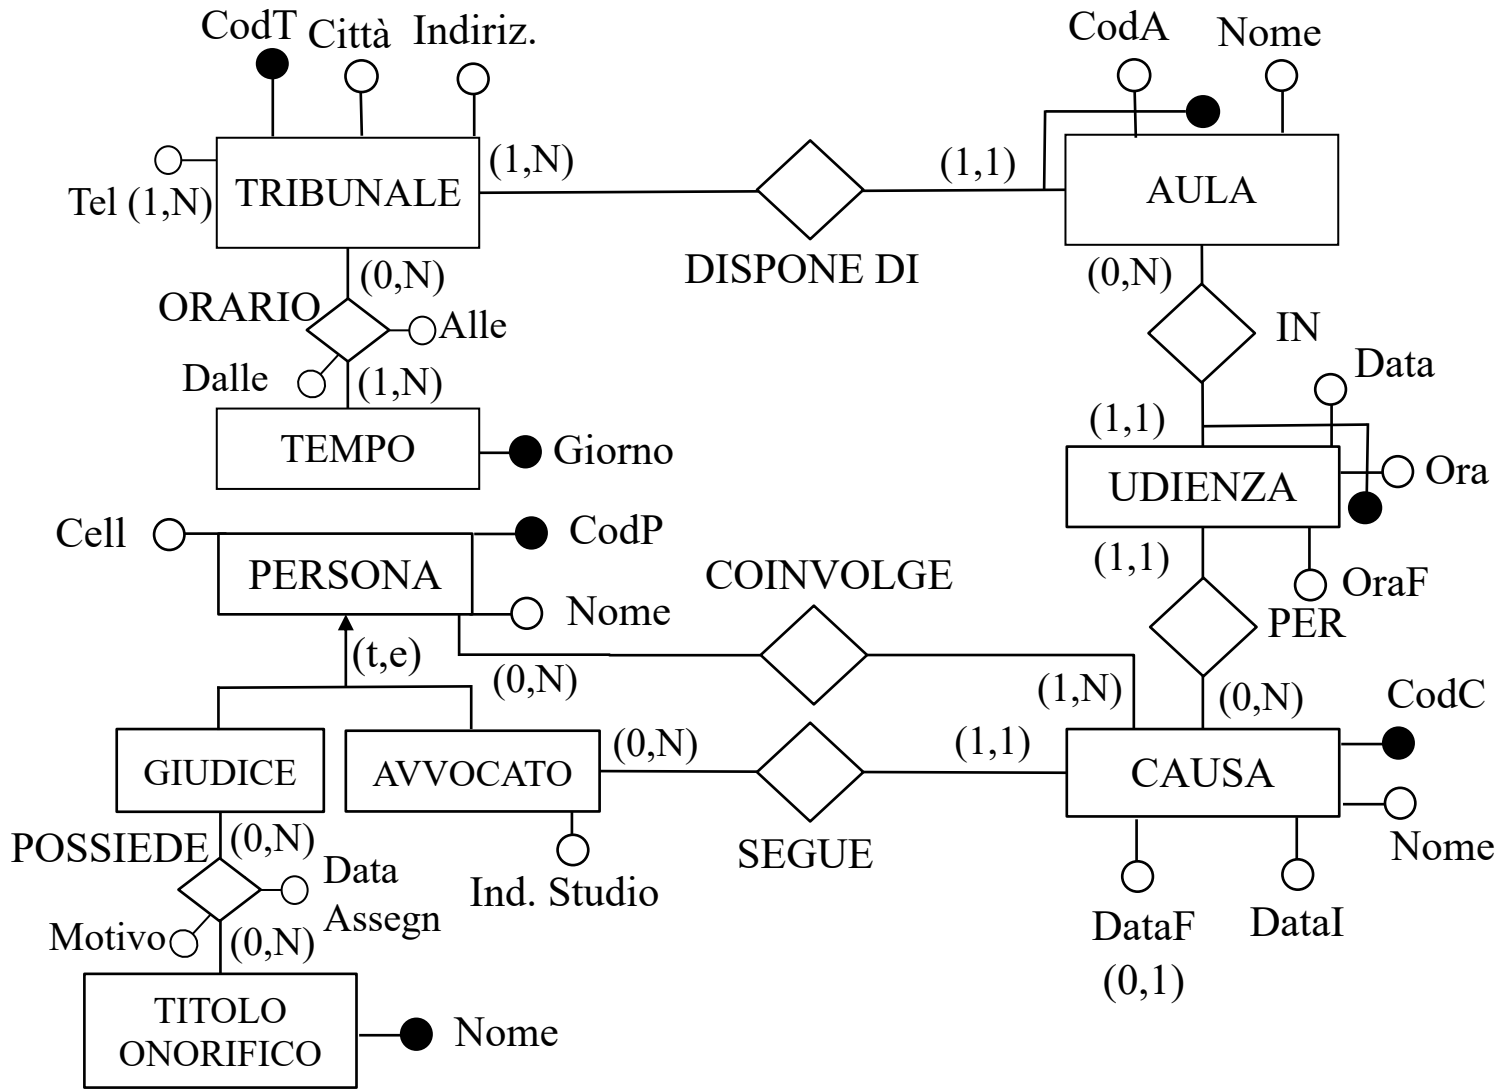 CodT
Città
Indiriz.
CodA
Nome
Tel (1,N)
TRIBUNALE
(1,N)
(1,1)
AULA
DISPONE DI
(0,N)
(0,N)
ORARIO
Alle
IN
Dalle
(1,N)
Data
(1,1)
TEMPO
Giorno
UDIENZA
Ora
Cell
CodP
PERSONA
COINVOLGE
(1,1)
OraF
Nome
PER
(t,e)
(0,N)
(1,N)
(0,N)
CodC
GIUDICE
AVVOCATO
(0,N)
(1,1)
CAUSA
POSSIEDE
(0,N)
SEGUE
Nome
Data
Assegn
Ind. Studio
Motivo
(0,N)
DataF
(0,1)
DataI
TITOLO
ONORIFICO
Nome